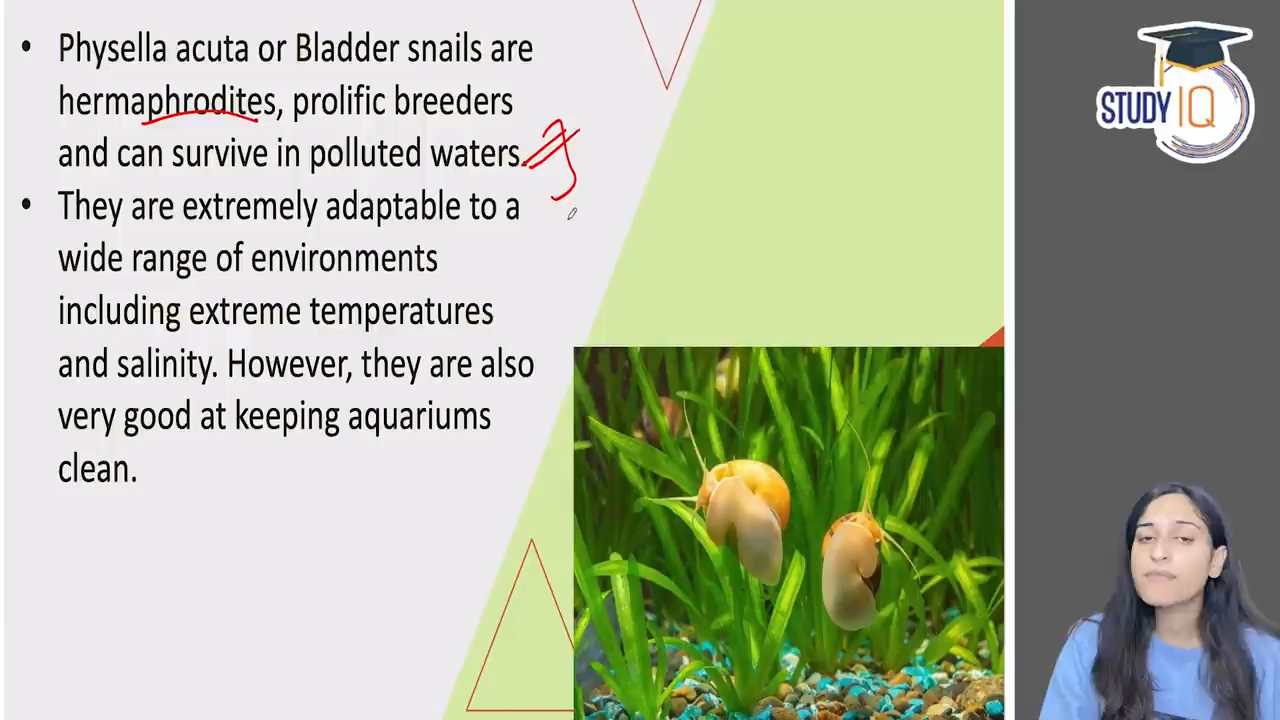 • Physella acuta or Bladder snails are
hermaphrodites, prolific breeders
and can survive in polluted waters.
• They are extremely adaptable to a
wide range of environments
including extreme temperatures
and salinity. However, they are also
very good at keeping aquariums
clean.
STUDY IQ